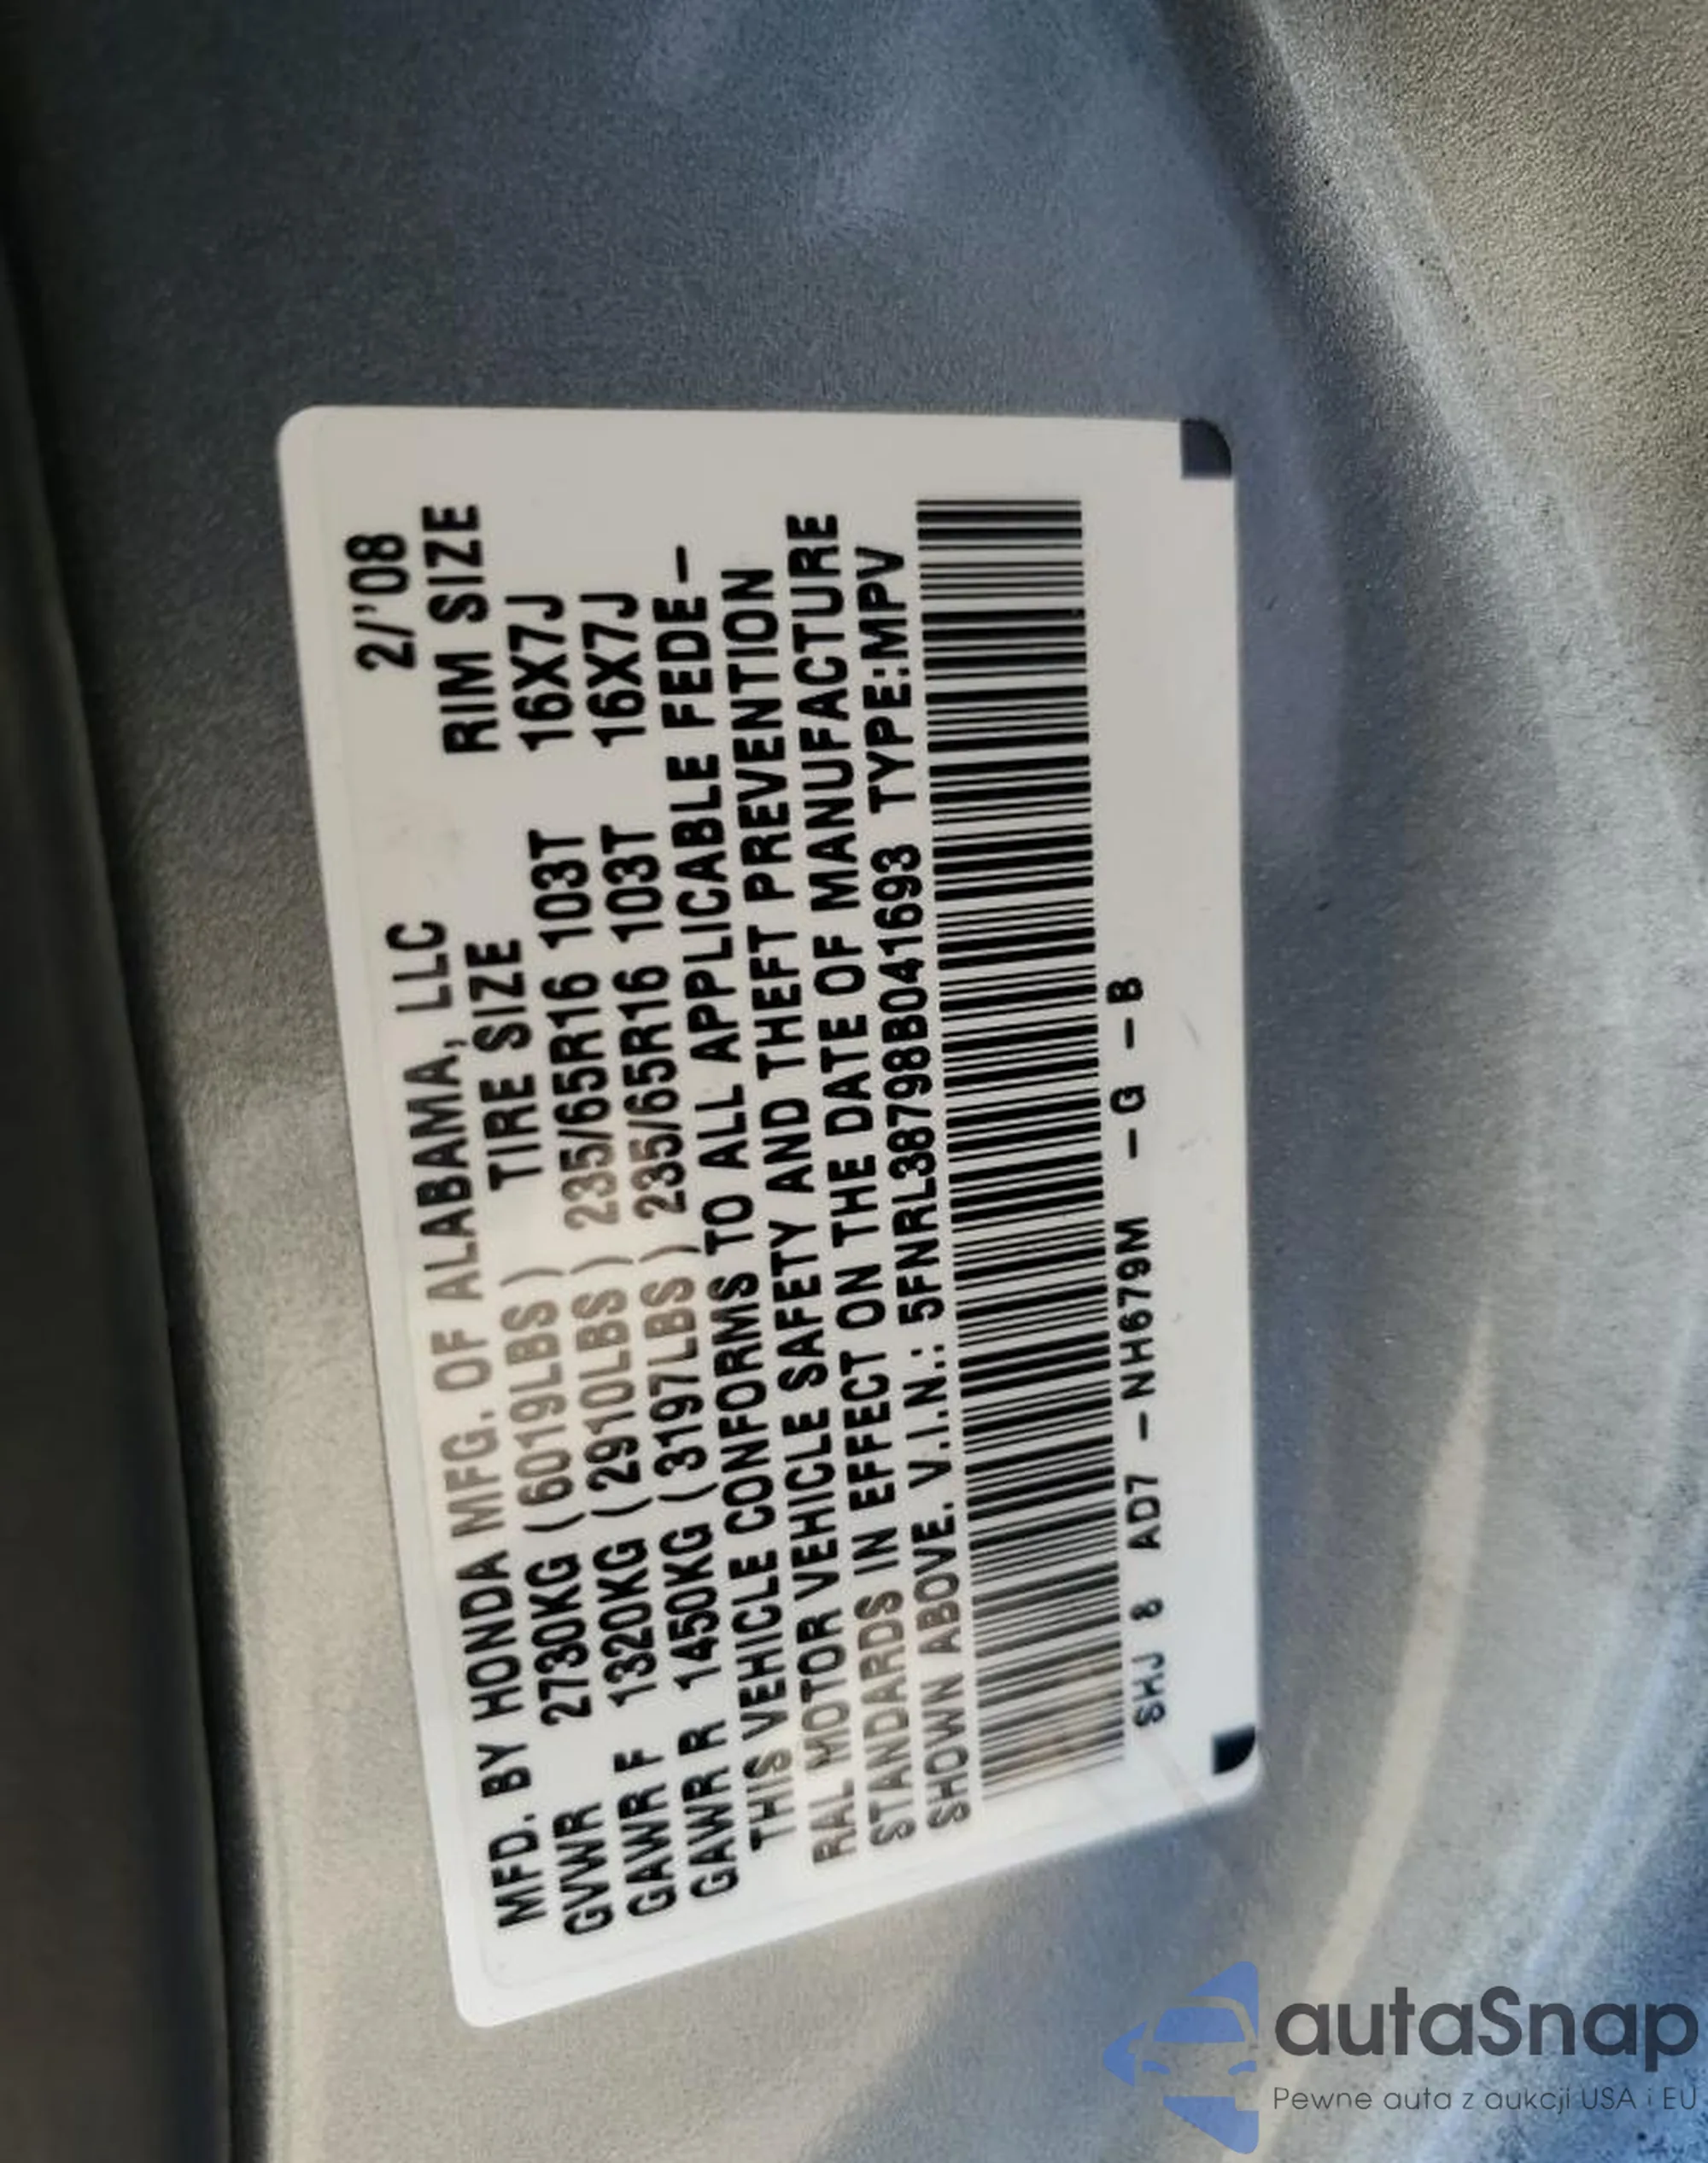 MFD. BY HONDA MFG. OF ALABAMA, LLC 2/'08
TIRE SIZE RIM SIZE
GVWR 2730KG (6019LBS)
GAWR F 1320KG (2910LBS) 235/65R16 103T 16X7J
GAWR R 1450KG (3197LBS) 235/65R16 103T 16X7J
THIS VEHICLE CONFORMS TO ALL APPLICABLE FEDE-
RAL MOTOR VEHICLE SAFETY AND THEFT PREVENTION
STANDARDS IN EFFECT ON THE DATE OF MANUFACTURE
SHOWN ABOVE. V.I.N.: 5FNRL38798B041693 TYPE:MPV
SHJ 8 AD7 - NH679M - G - B
autaSnap
Pewne auta z aukcji USA i EU